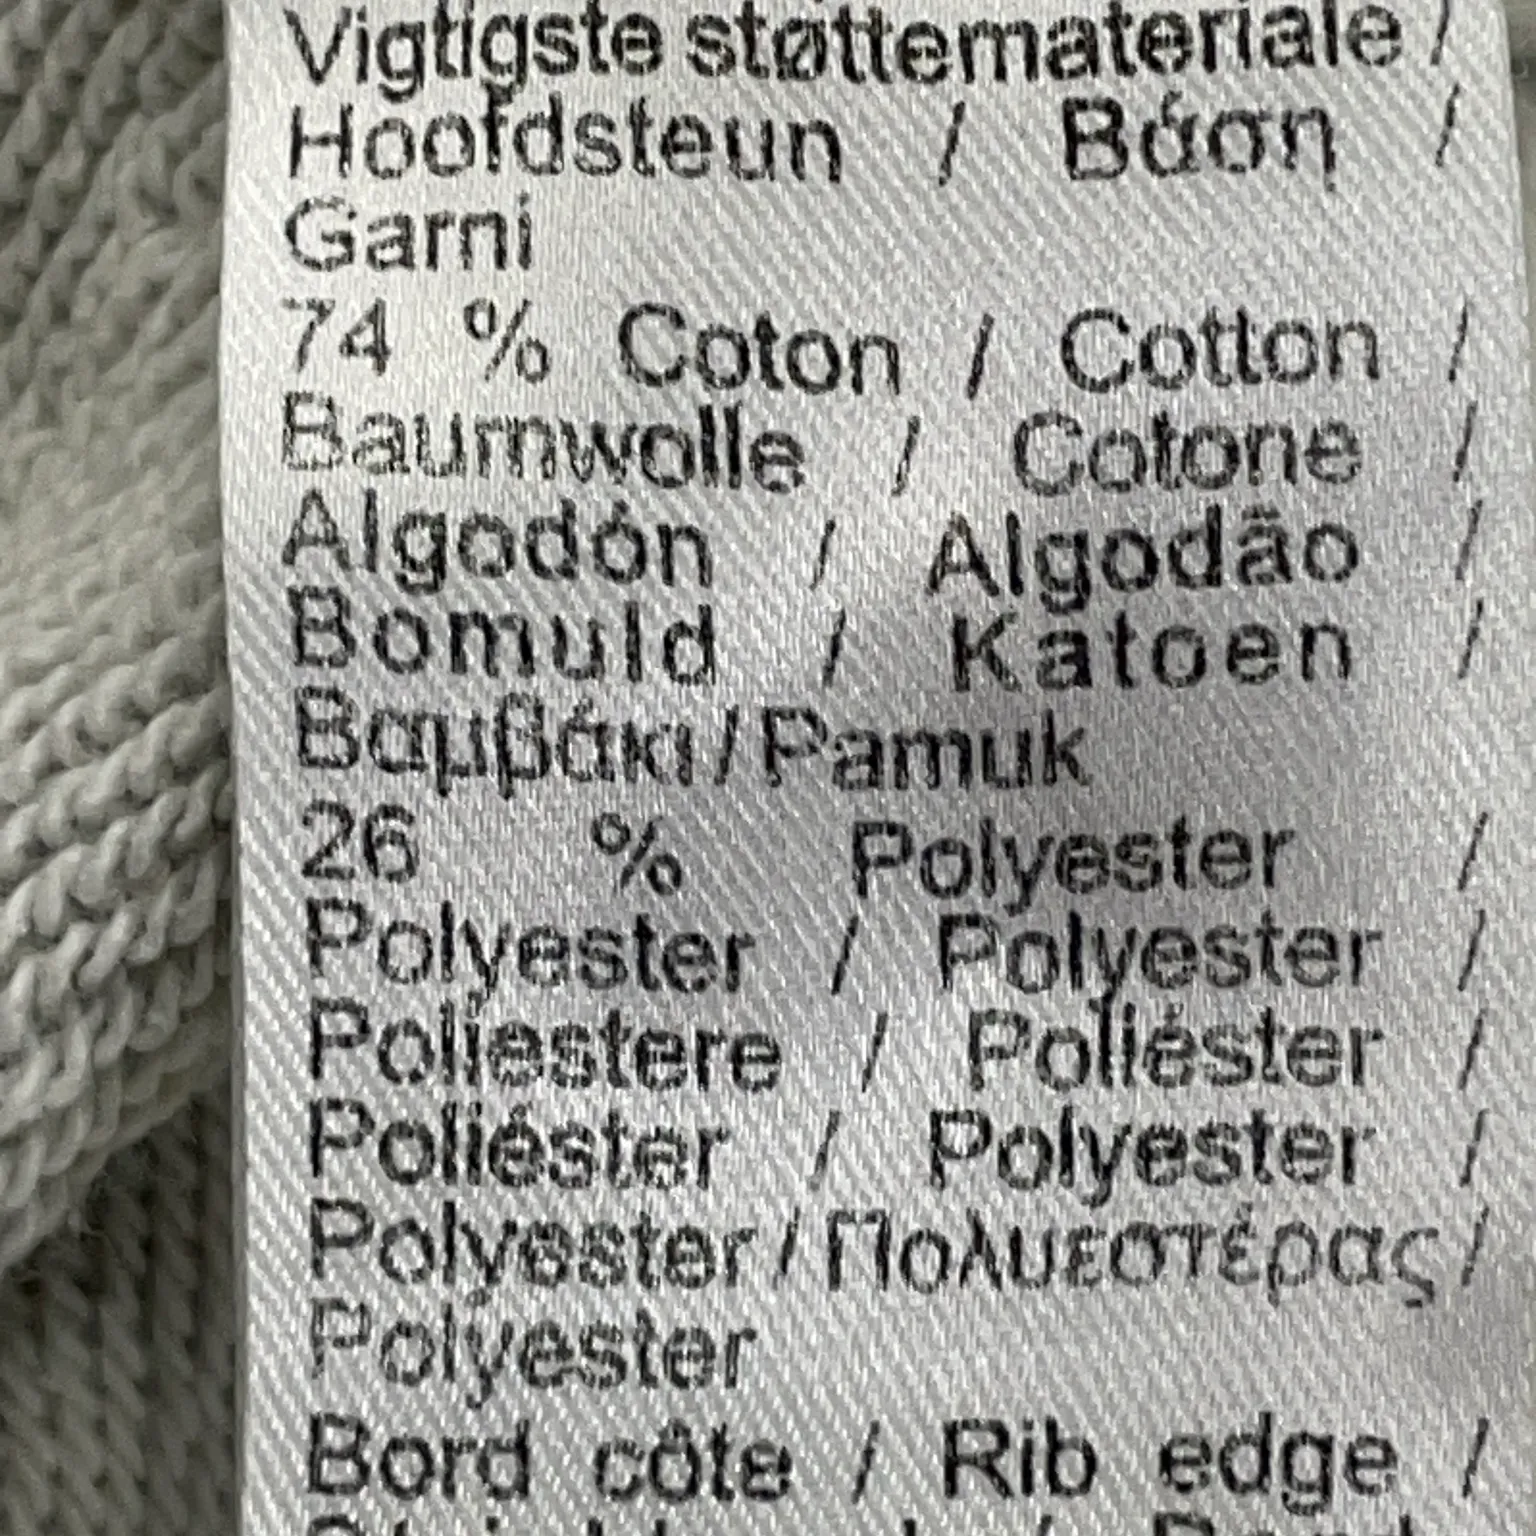 Vigtigste støttemateriale /
Hoofdsteun / Βάση /
Garni
74 % Coton / Cotton /
Baumwolle / Cotone /
Algodón / Algodão /
Bomuld / Katoen /
Βαμβάκι / Pamuk
26 % Polyester /
Polyester / Polyester /
Poliestere / Poliéster /
Poliéster / Polyester /
Polyester / Πολυεστέρας /
Polyester
Bord côte / Rib edge /